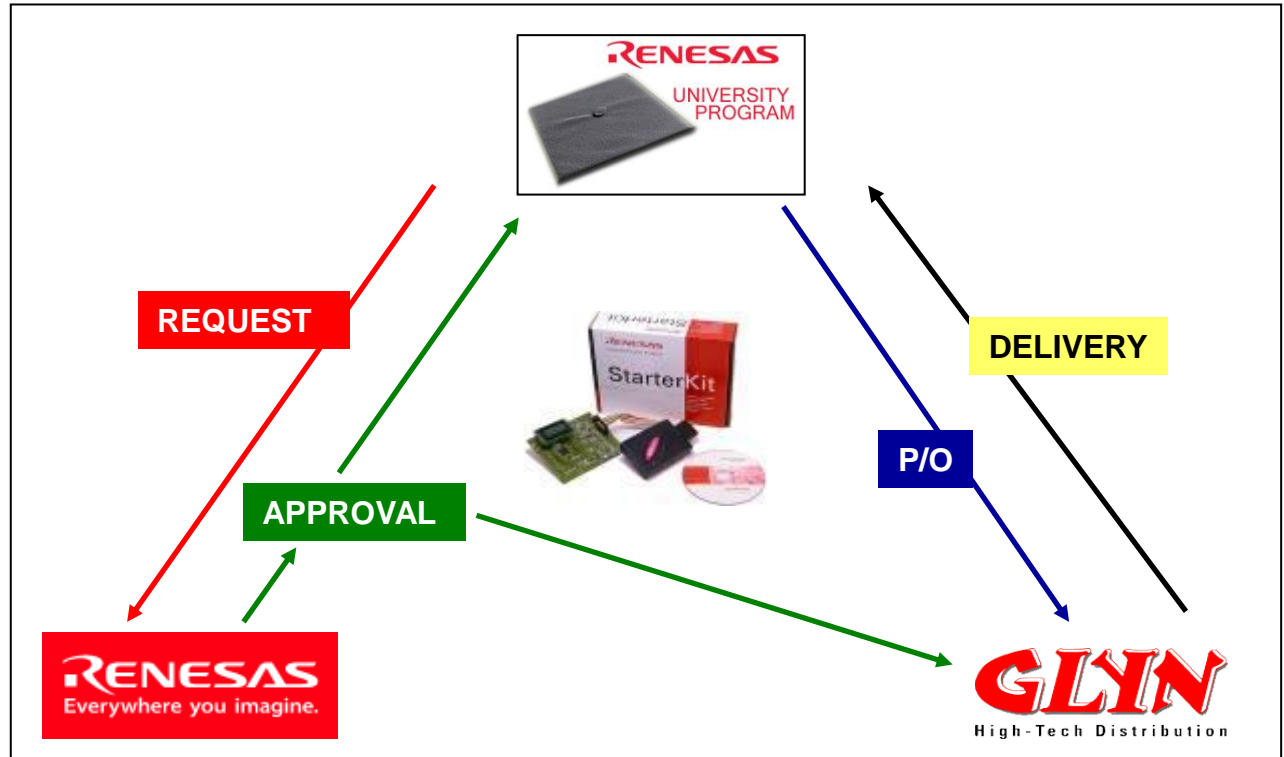 RENESAS
UNIVERSITY
PROGRAM
REQUEST
DELIVERY
RENESAS
StarterKit
P/O
APPROVAL
RENESAS
Everywhere you imagine.
GLYN
High-Tech Distribution